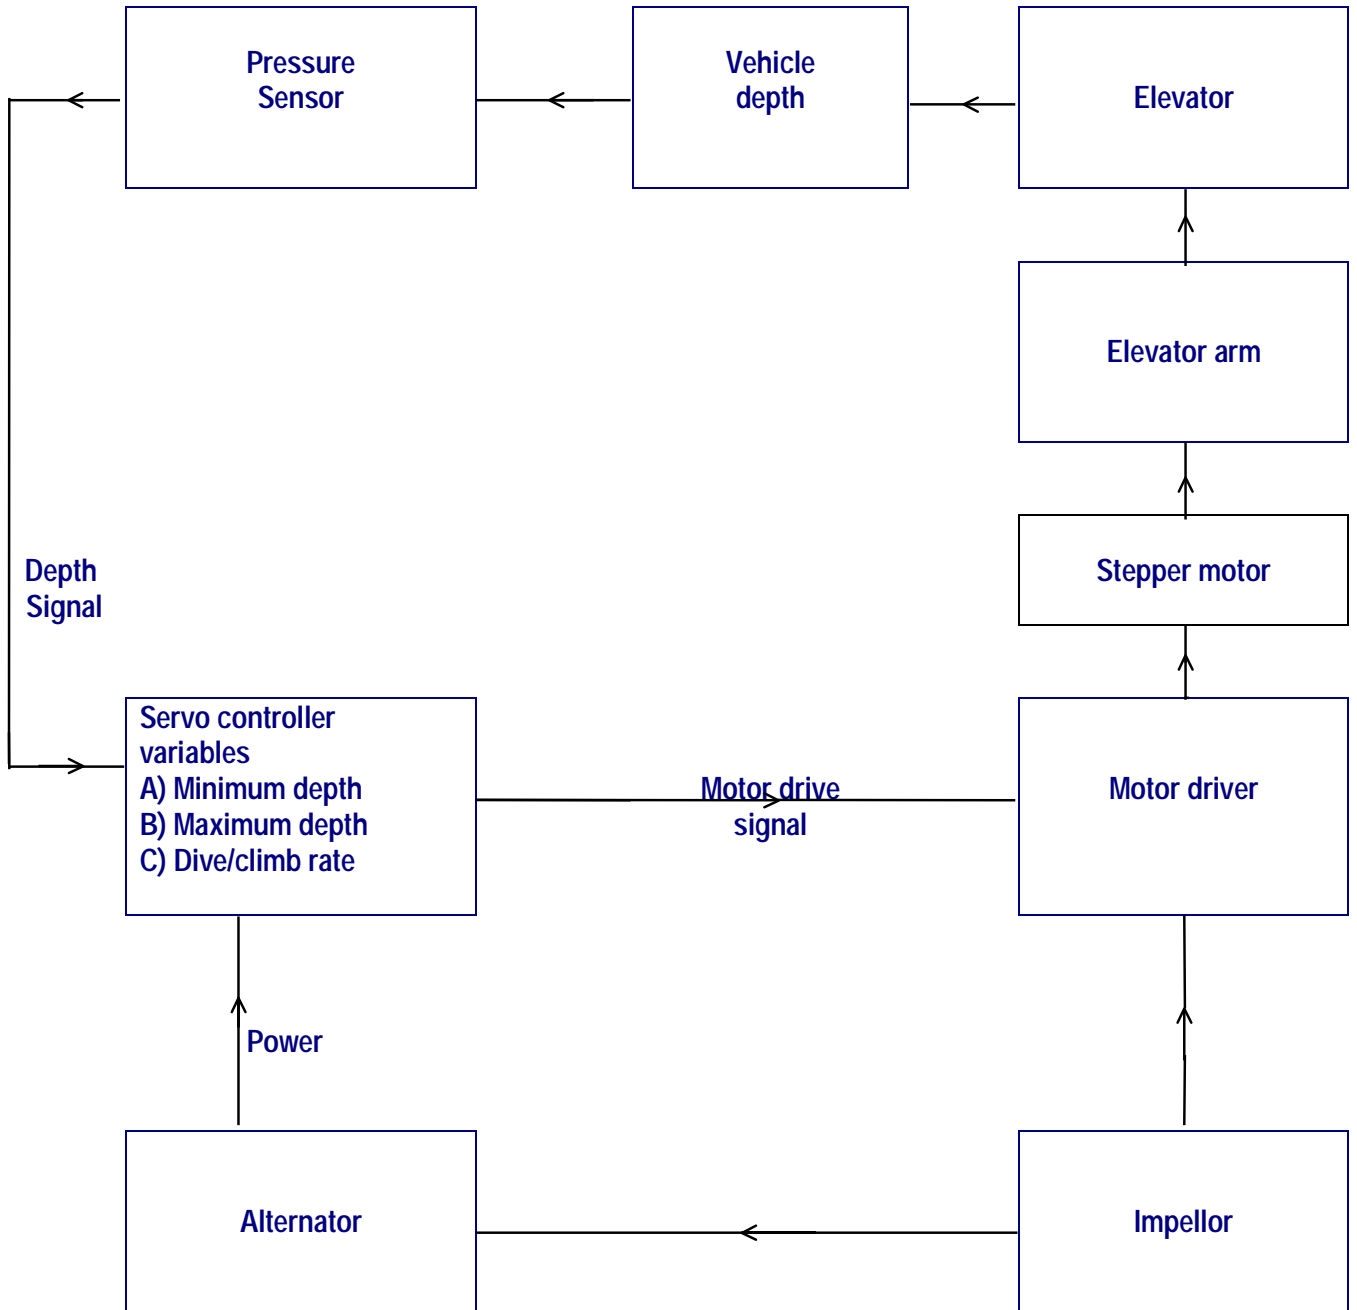 Pressure
Sensor
Vehicle
depth
Elevator
Elevator arm
Stepper motor
Depth
Signal
Servo controller
variables
A) Minimum depth
B) Maximum depth
C) Dive/climb rate
Motor drive
signal
Motor driver
Power
Alternator
Impellor